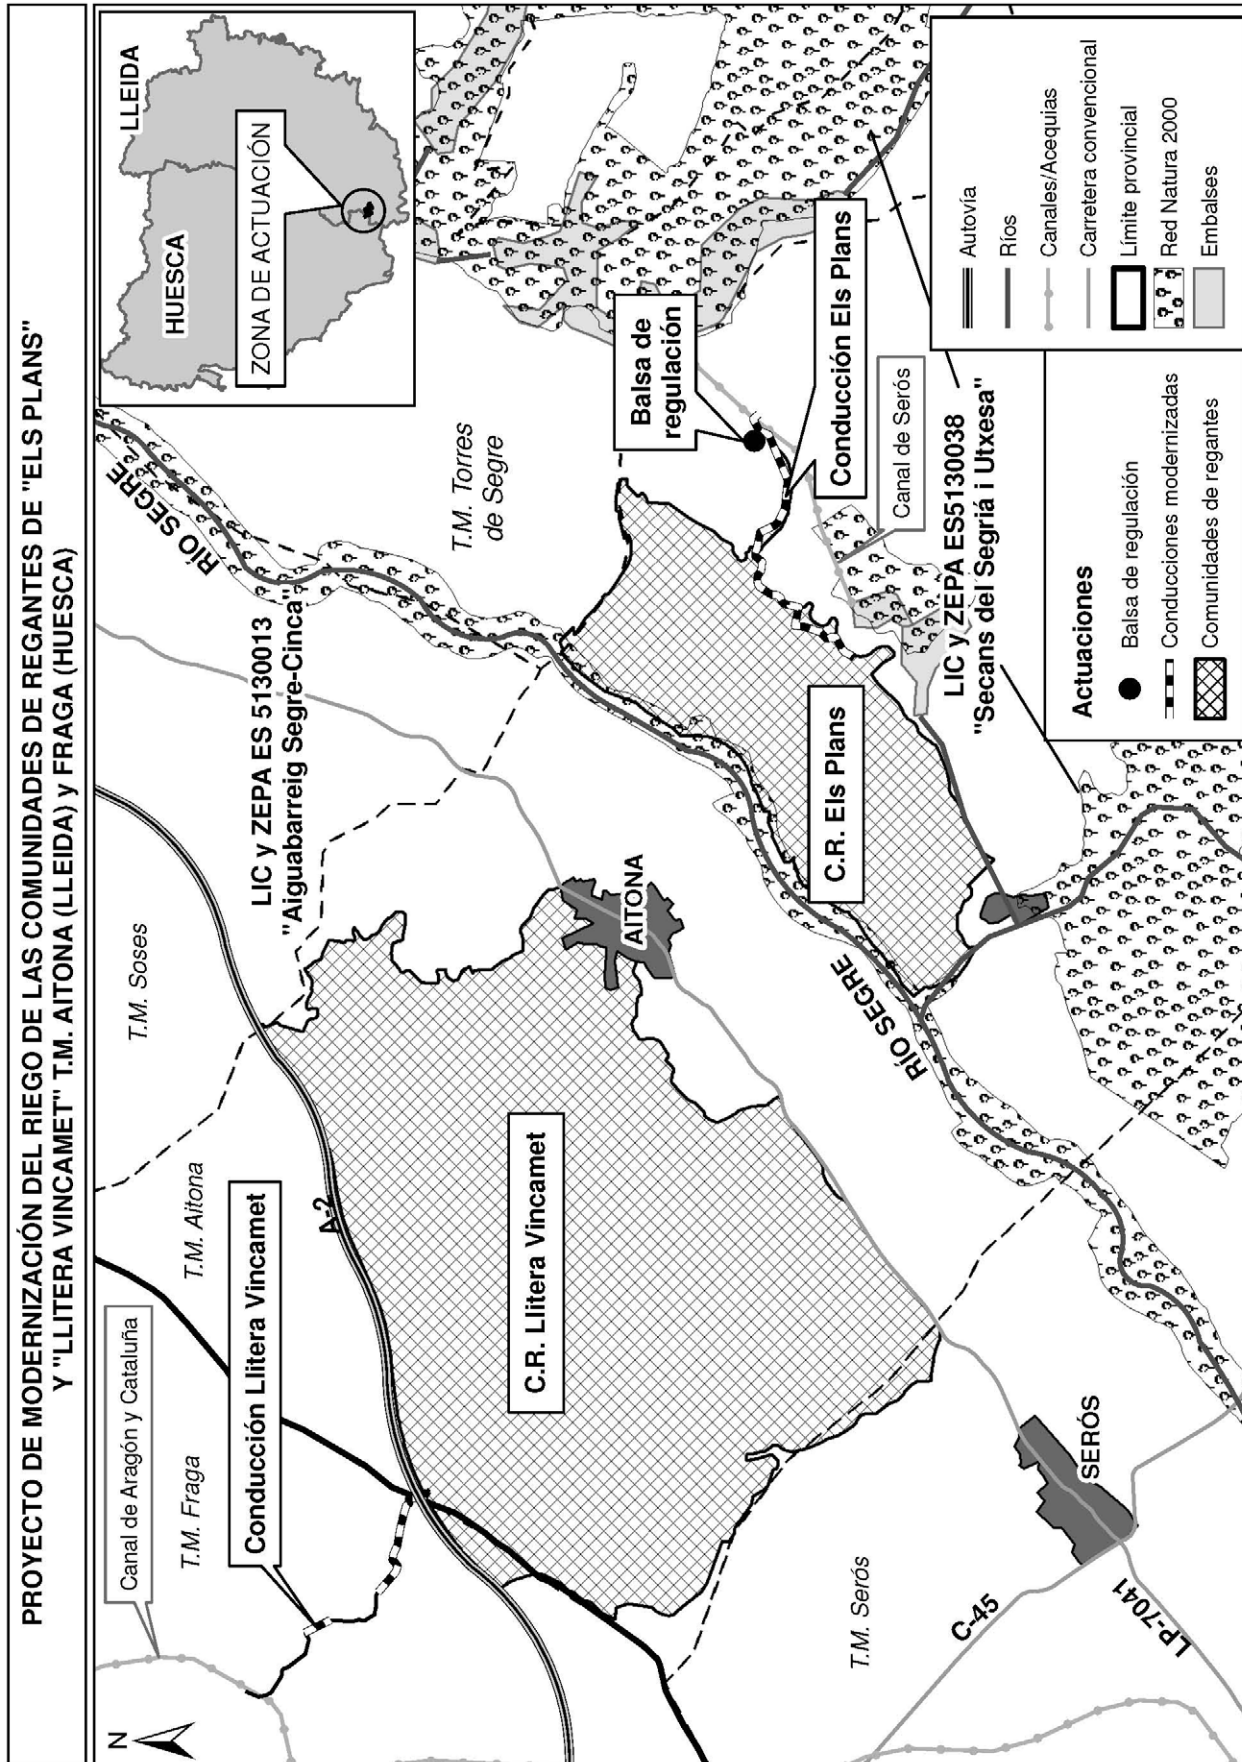 PROYECTO DE MODERNIZACIÓN DEL RIEGO DE LAS COMUNIDADES DE REGANTES DE "ELS PLANS"
Y "LLITERA VINCAMET" T.M. AITONA (LLEIDA) y FRAGA (HUESCA)
N
Canal de Aragón y Cataluña
T.M. Fraga
Conducción Llitera Vincamet
T.M. Aitona
A-2
T.M. Soses
LIC y ZEPA ES 5130013
"Aiguabarreig Segre-Cinca"
RÍO SEGRE
T.M. Torres
de Segre
HUESCA
LLEIDA
ZONA DE ACTUACIÓN
C.R. Llitera Vincamet
AITONA
C.R. Els Plans
Balsa de
regulación
Conducción Els Plans
Canal de Serós
LIC y ZEPA ES5130038
"Secans del Segriá i Utxesa"
RÍO SEGRE
T.M. Serós
C-45
LP-7041
SERÓS
Actuaciones
Balsa de regulación
Conducciones modernizadas
Comunidades de regantes
Autovía
Ríos
Canales/Acequias
Carretera convencional
Límite provincial
Red Natura 2000
Embalses